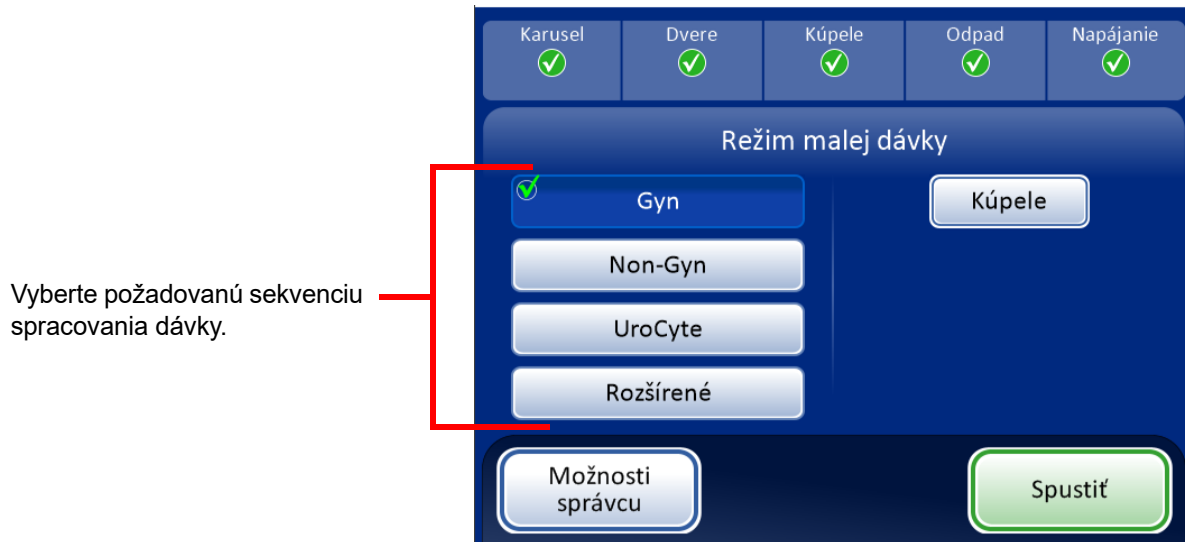 Karusel
Dvere
Kúpele
Odpad
Napájanie
Režim malej dávky
Gyn
Kúpele
Non-Gyn
UroCyte
Rozšírené
Vyberte požadovanú sekvenciu
spracovania dávky.
Možnosti
správcu
Spustiť